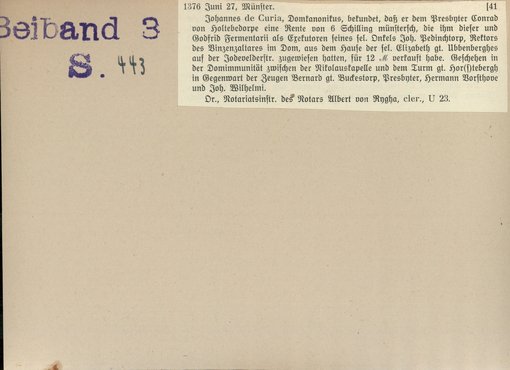 Beiband 3
S. 443
1376 Juni 27, Münster. [41
Johannes de Curia, Domkanonikus, bekundet, daß er dem Presbyter Conrad
von Holtebedorpe eine Rente von 6 Schilling münstersch, die ihm dieser und
Godfrid Fermentarii als Exekutoren seines sel. Onkels Joh. Pedinchtorp, Rektors
des Vinzenzaltares im Dom, aus dem Hause der sel. Elizabeth gt. Ubbenberghes
auf der Jodevelderstr. zugewiesen hatten, für 12 M verkauft habe. Geschehen in
der Domimmunität zwischen der Nikolauskapelle und dem Turm gt. Hor(s)tebergh
in Gegenwart der Zeugen Bernard gt. Buckestorp, Presbyter, Hermann Vorsthove
und Joh. Wilhelmi.
Or., Notariatsinstr. des Notars Albert von Rygha, cler., U 23.